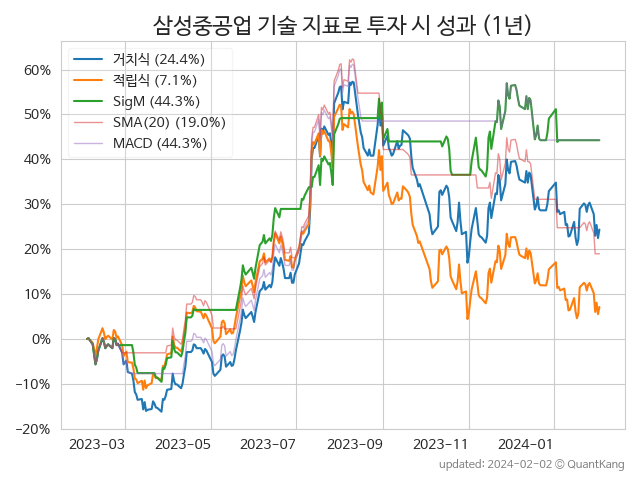 삼성중공업 기술 지표로 투자 시 성과 (1년)
거치식 (24.4%)
적립식 (7.1%)
SigM (44.3%)
SMA(20) (19.0%)
MACD (44.3%)
60%
50%
40%
30%
20%
10%
0%
−10%
−20%
2023-03 2023-05 2023-07 2023-09 2023-11 2024-01
updated: 2024-02-02 © QuantKang